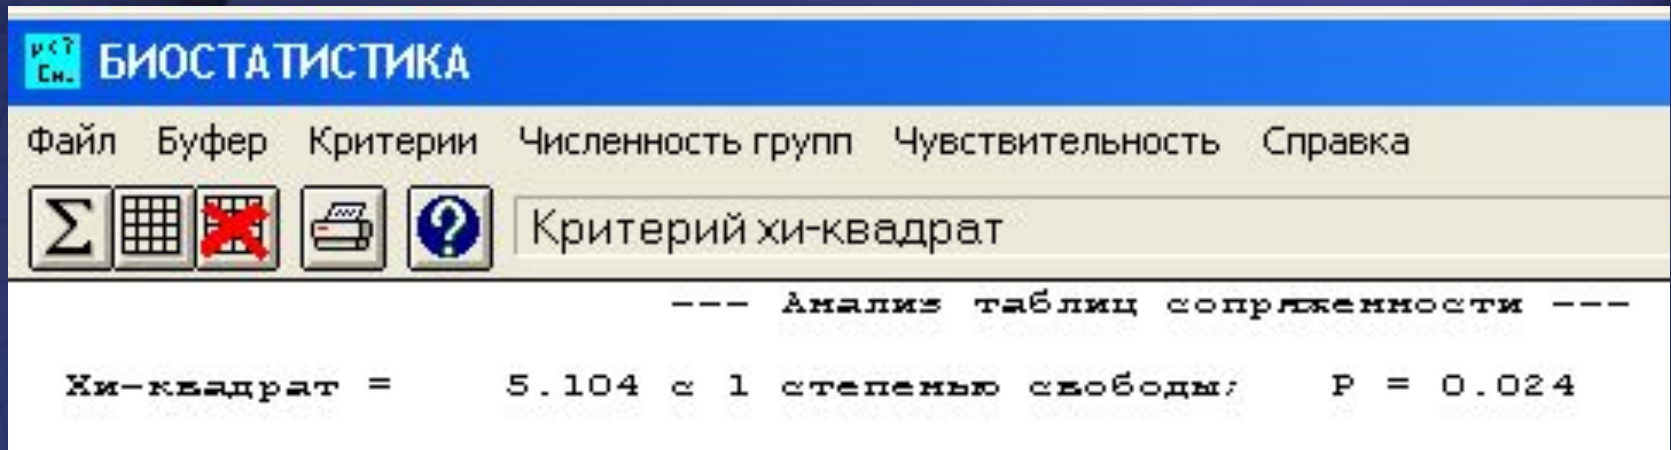 p<?
Сн.
БИОСТАТИСТИКА
Файл Буфер Критерии Численность групп Чувствительность Справка
Σ ?
Критерий хи-квадрат
--- Анализ таблиц сопряженности ---
Хи-квадрат = 5.104 с 1 степенью свободы; P = 0.024